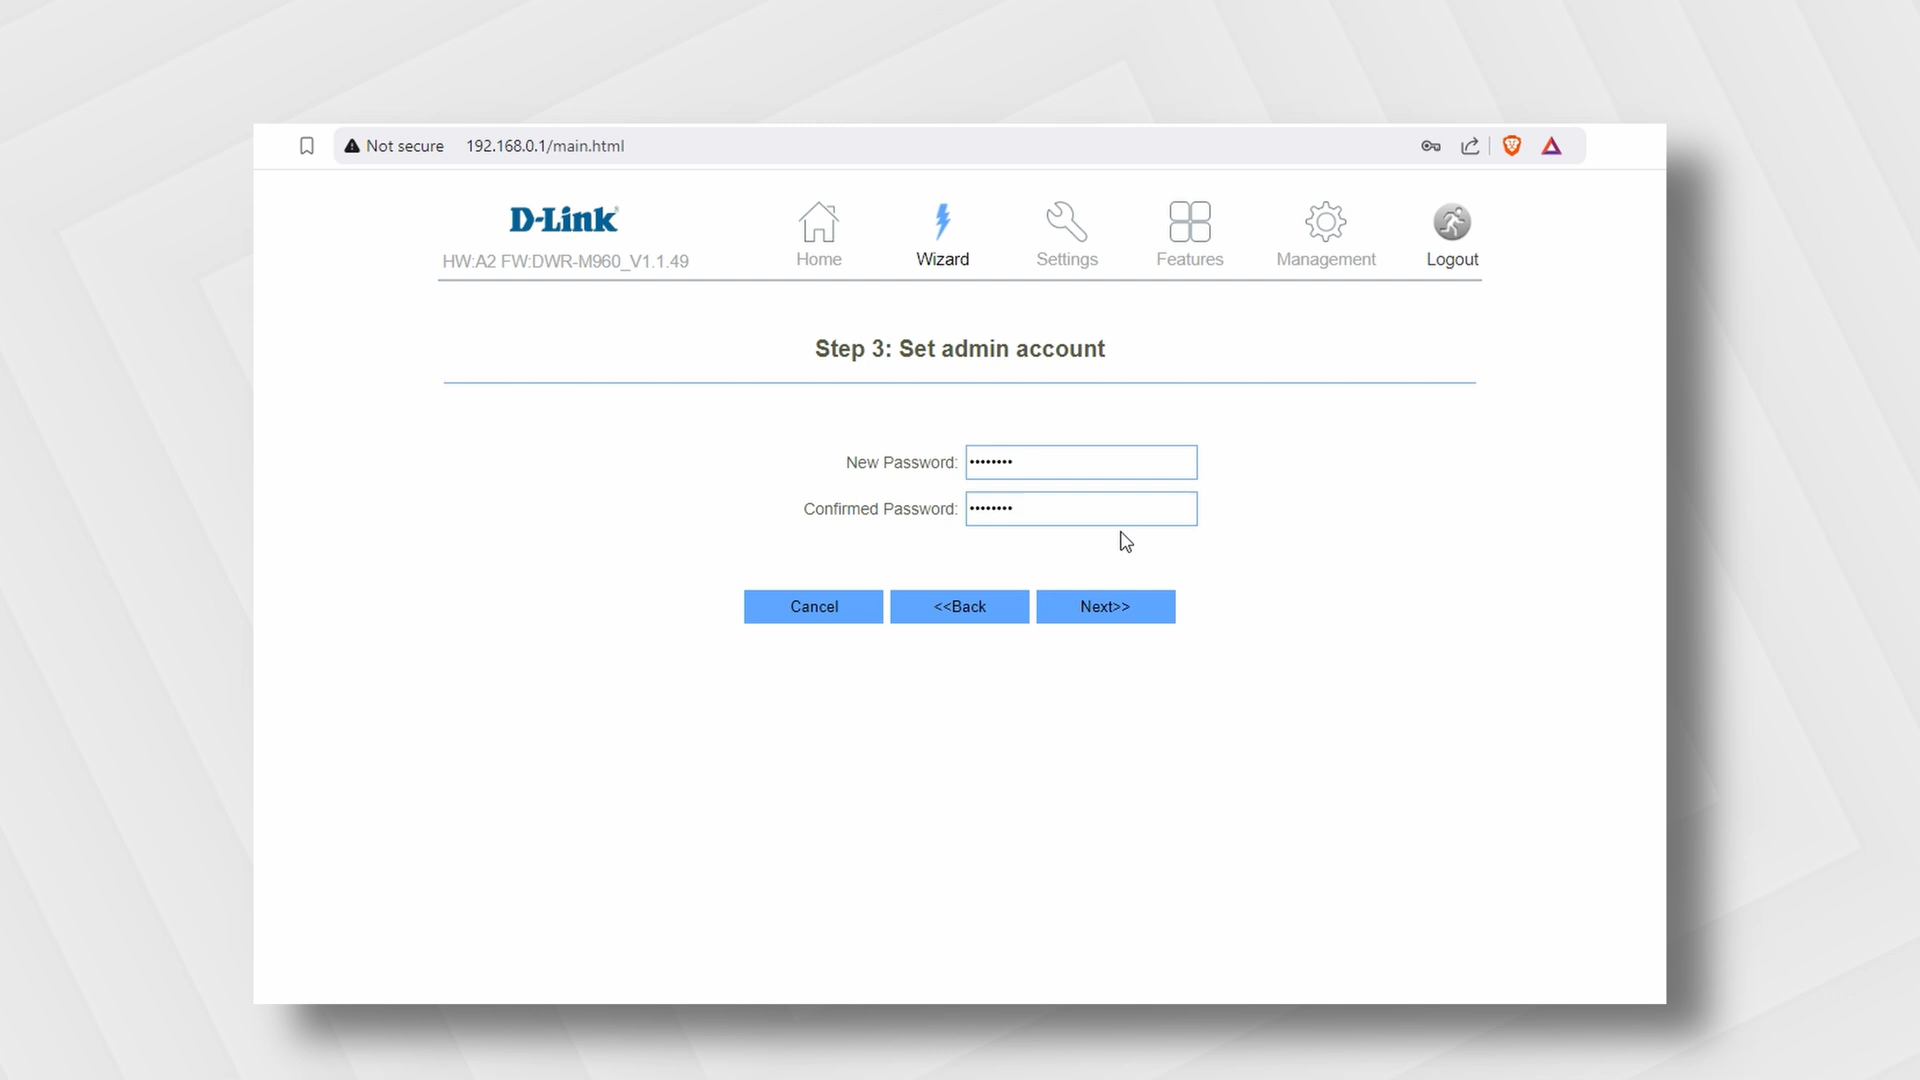 Not secure 192.168.0.1/main.html
D-Link
HW:A2 FW:DWR-M960_V1.1.49
Home Wizard Settings Features Management Logout
Step 3: Set admin account
New Password: ••••••••
Confirmed Password: ••••••••
Cancel <<Back Next>>